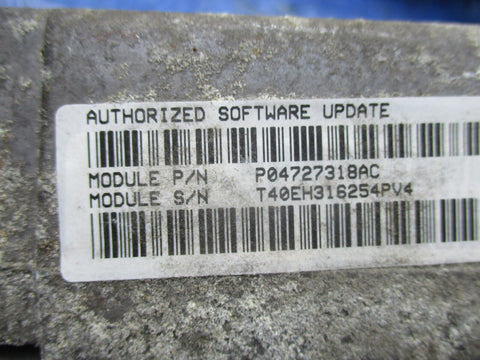 AUTHORIZED SOFTWARE UPDATE
MODULE P/N P04727318AC
MODULE S/N T40EH316254PV4